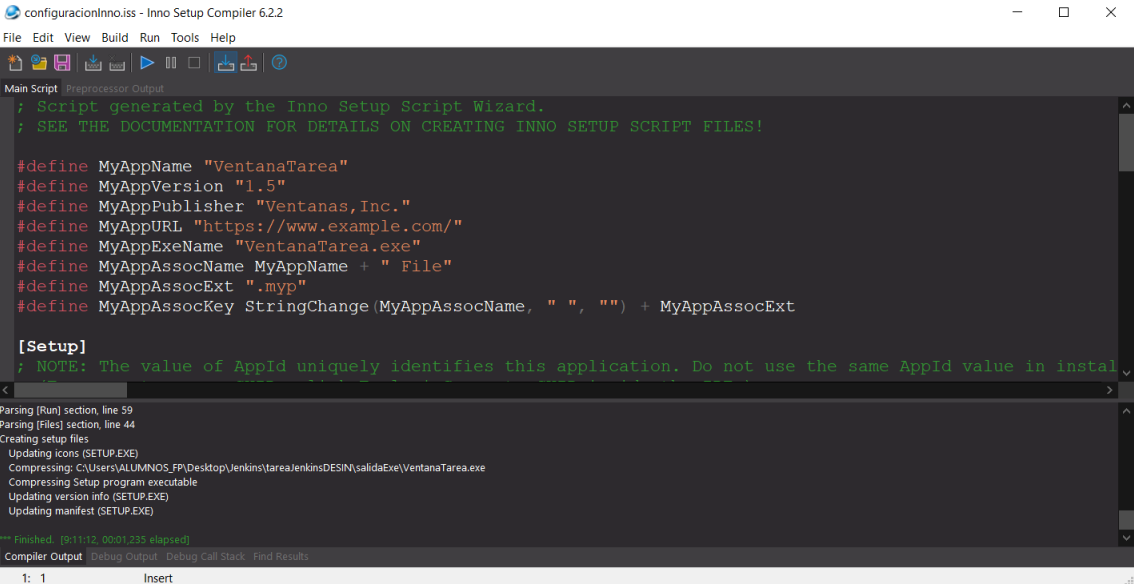 configuracionInno.iss - Inno Setup Compiler 6.2.2
File Edit View Build Run Tools Help
Main Script Preprocessor Output
; Script generated by the Inno Setup Script Wizard.
; SEE THE DOCUMENTATION FOR DETAILS ON CREATING INNO SETUP SCRIPT FILES!
#define MyAppName "VentanaTarea"
#define MyAppVersion "1.5"
#define MyAppPublisher "Ventanas,Inc."
#define MyAppURL "https://www.example.com/"
#define MyAppExeName "VentanaTarea.exe"
#define MyAppAssocName MyAppName + " File"
#define MyAppAssocExt ".myp"
#define MyAppAssocKey StringChange(MyAppAssocName, " ", "") + MyAppAssocExt
[Setup]
; NOTE: The value of AppId uniquely identifies this application. Do not use the same AppId value in instal
Parsing [Run] section, line 59
Parsing [Files] section, line 44
Creating setup files
Updating icons (SETUP.EXE)
Compressing: C:\Users\ALUMNOS_FP\Desktop\Jenkins\tareaJenkinsDESIN\salidaExe\VentanaTarea.exe
Compressing Setup program executable
Updating version info (SETUP.EXE)
Updating manifest (SETUP.EXE)
*** Finished. [9:11:12, 00:01,235 elapsed]
Compiler Output Debug Output Debug Call Stack Find Results
1: 1 Insert